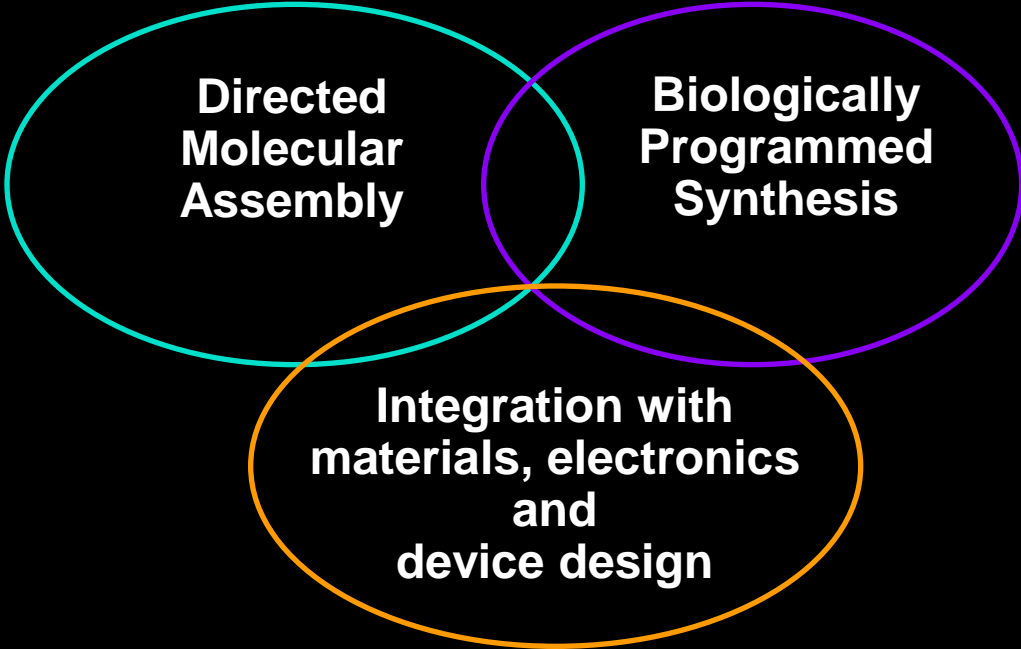 Directed
Molecular
Assembly
Biologically
Programmed
Synthesis
Integration with
materials, electronics
and
device design